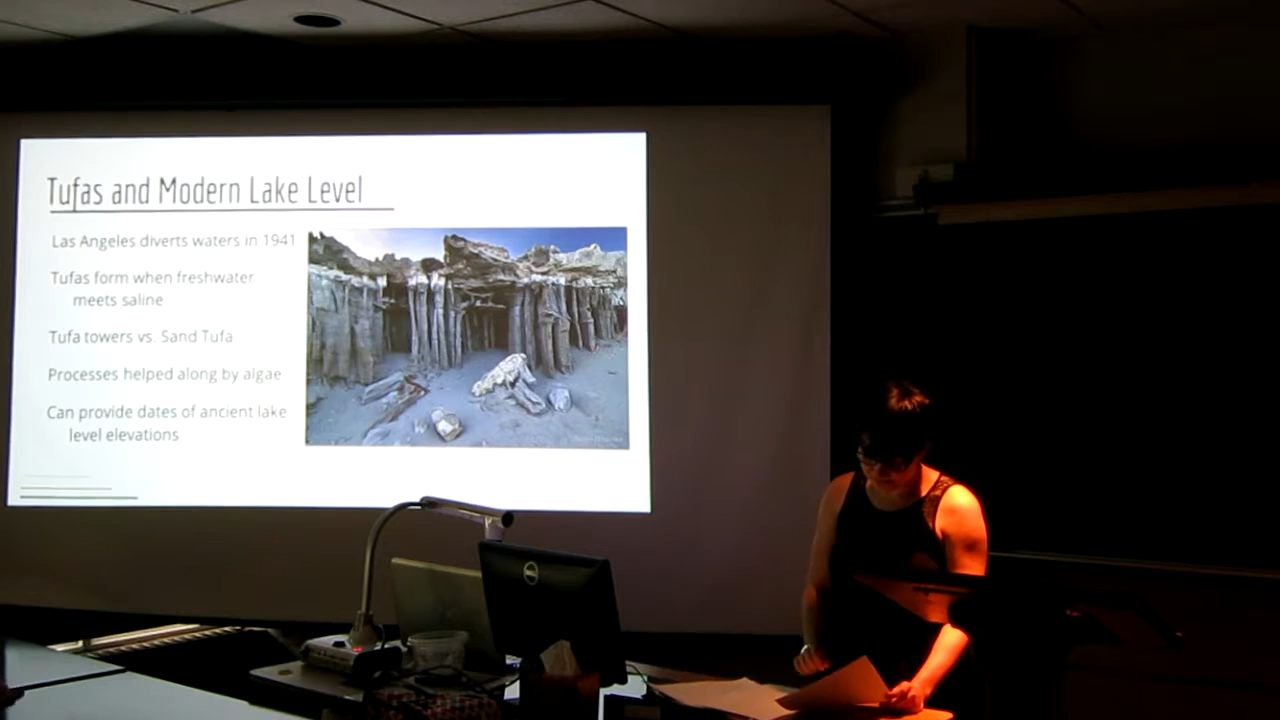 Tufas and Modern Lake Level
Las Angeles diverts waters in 1941
Tufas form when freshwater
meets saline
Tufa towers vs. Sand Tufa
Processes helped along by algae
Can provide dates of ancient lake
level elevations
DELL